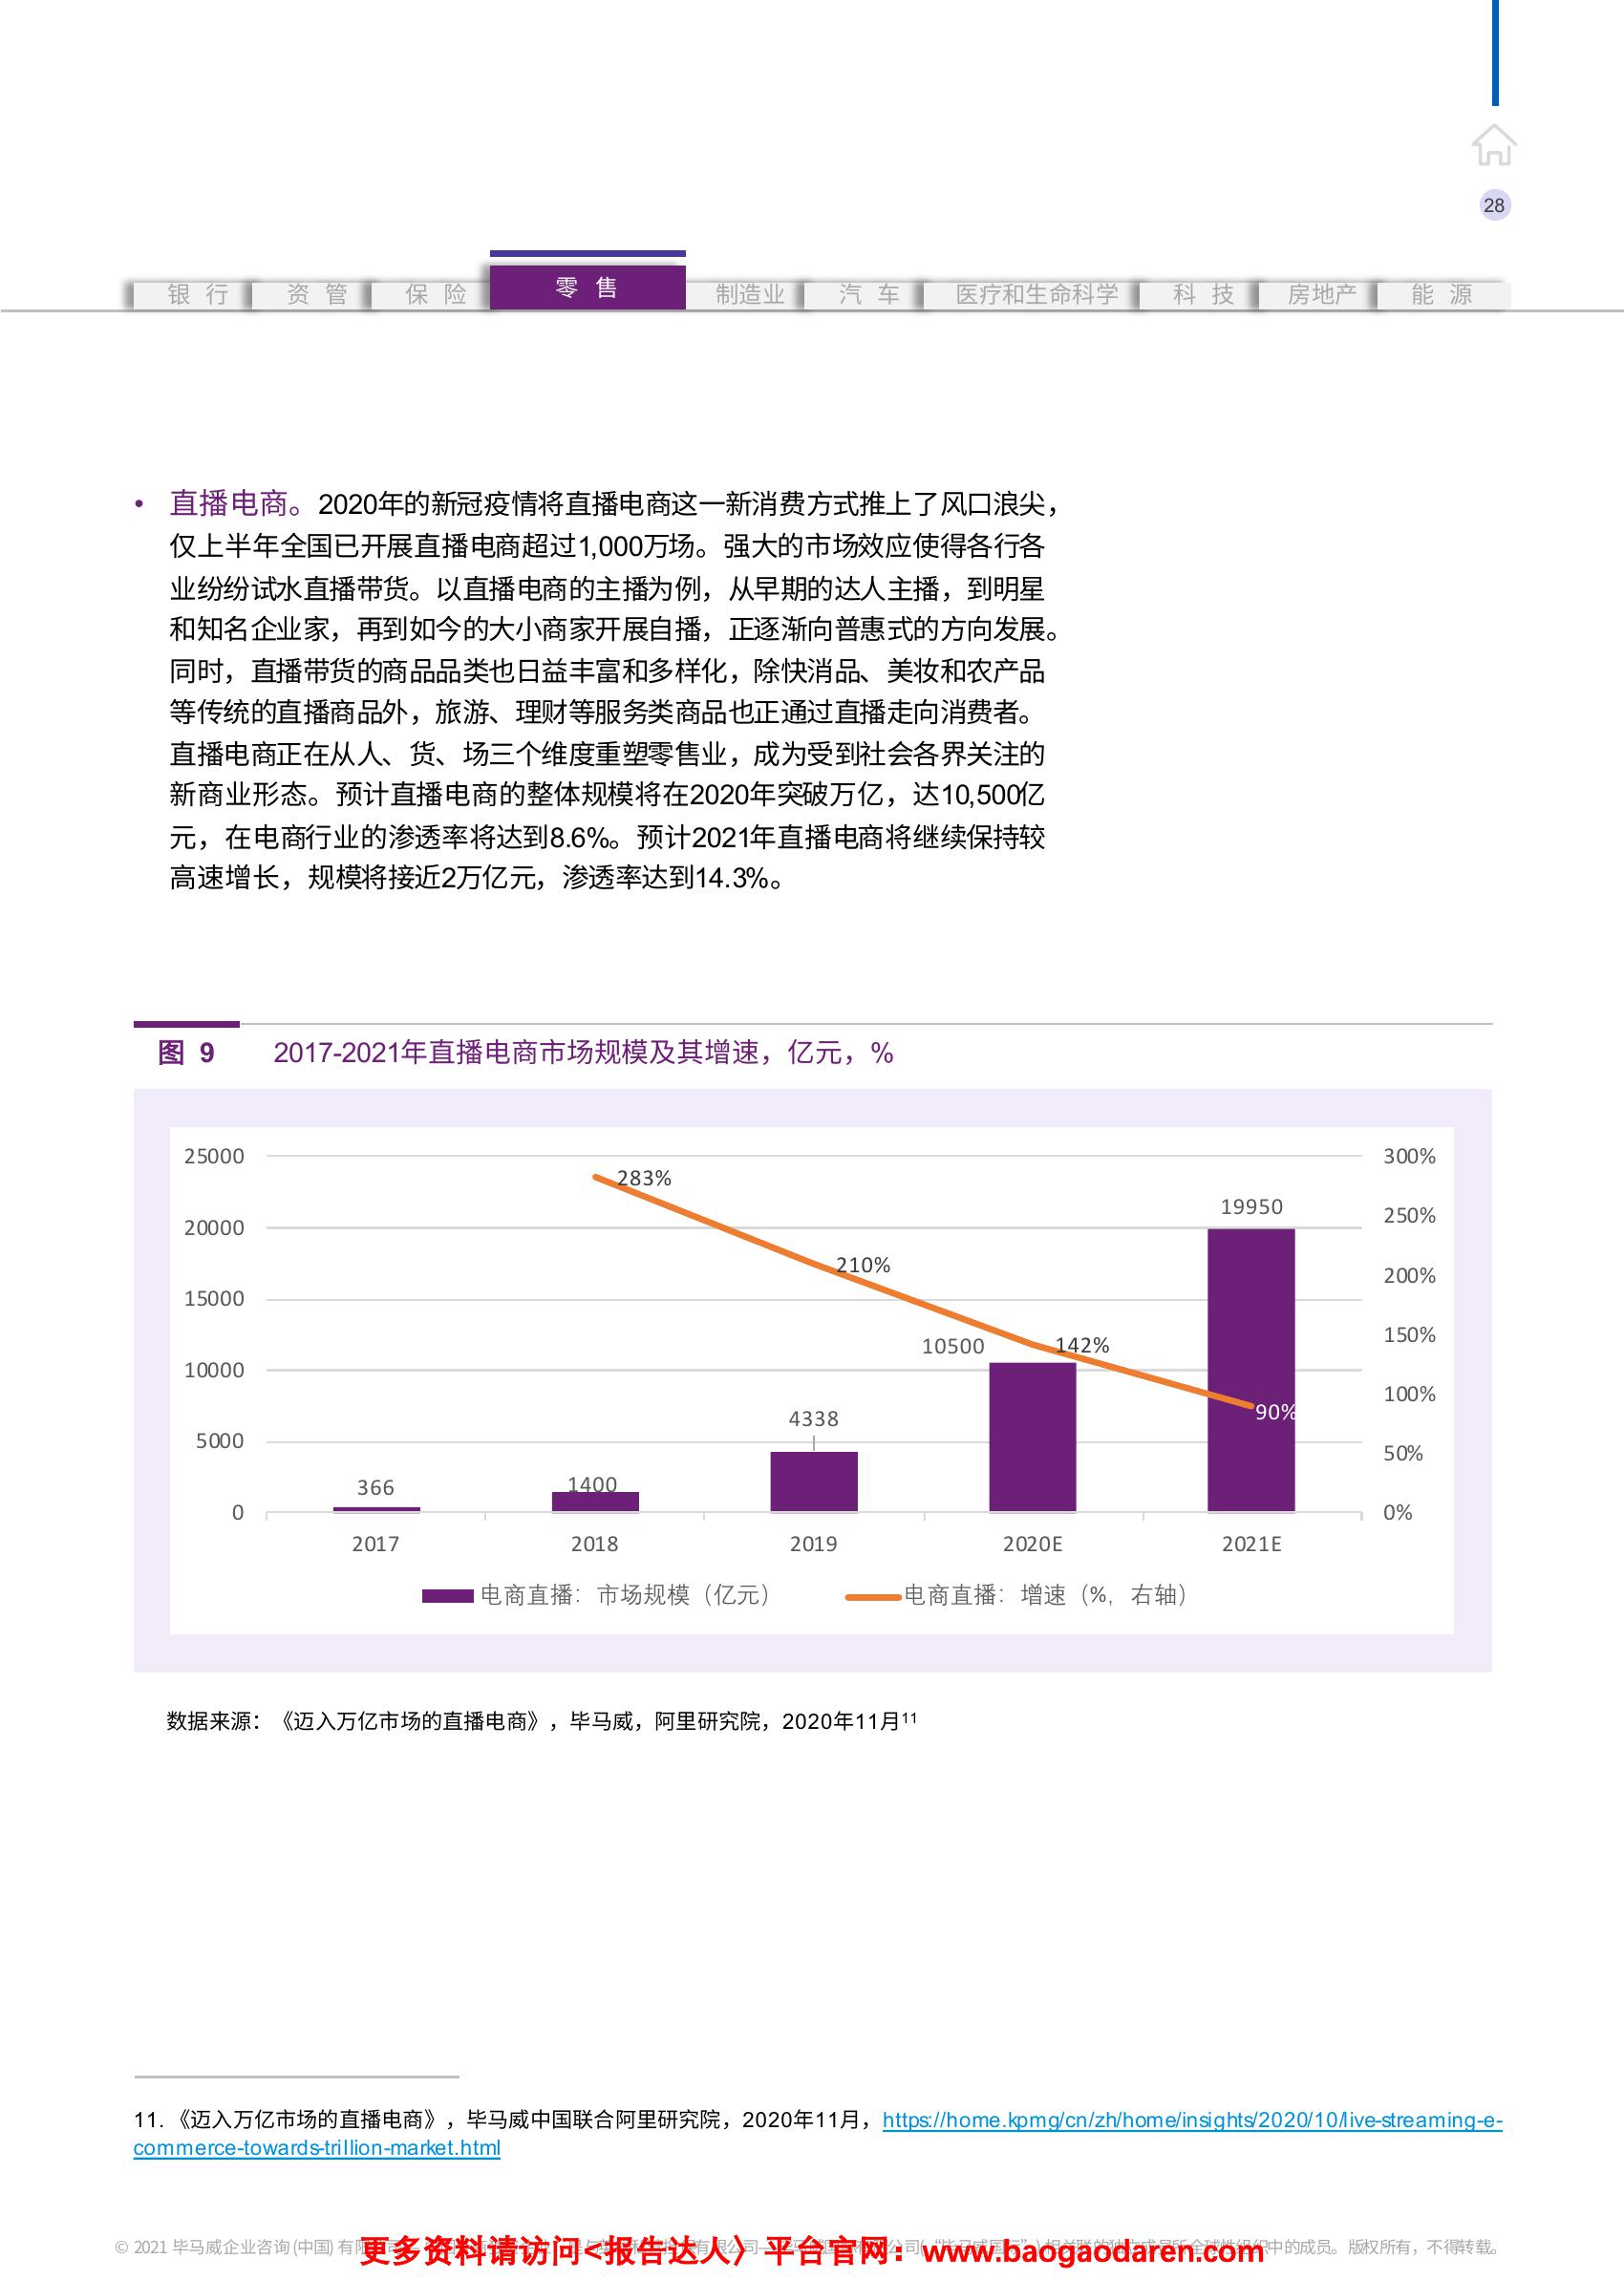 28
银 行 资 管 保 险 零 售 制造业 汽 车 医疗和生命科学 科 技 房地产 能 源
• 直播电商。2020年的新冠疫情将直播电商这一新消费方式推上了风口浪尖，
仅上半年全国已开展直播电商超过1,000万场。强大的市场效应使得各行各
业纷纷试水直播带货。以直播电商的主播为例，从早期的达人主播，到明星
和知名企业家，再到如今的大小商家开展自播，正逐渐向普惠式的方向发展。
同时，直播带货的商品品类也日益丰富和多样化，除快消品、美妆和农产品
等传统的直播商品外，旅游、理财等服务类商品也正通过直播走向消费者。
直播电商正在从人、货、场三个维度重塑零售业，成为受到社会各界关注的
新商业形态。预计直播电商的整体规模将在2020年突破万亿，达10,500亿
元，在电商行业的渗透率将达到8.6%。预计2021年直播电商将继续保持较
高速增长，规模将接近2万亿元，渗透率达到14.3%。
图 9 2017-2021年直播电商市场规模及其增速，亿元，%
25000 300%
283%
19950
20000 250%
210%
200%
15000
10500 142% 150%
10000
100%
90%
4338
5000 50%
366 1400
0 0%
2017 2018 2019 2020E 2021E
电商直播：市场规模（亿元） 电商直播：增速（%，右轴）
数据来源：《迈入万亿市场的直播电商》，毕马威，阿里研究院，2020年11月11
11. 《迈入万亿市场的直播电商》，毕马威中国联合阿里研究院，2020年11月，https://home.kpmg/cn/zh/home/insights/2020/10/live-streaming-e-
commerce-towards-trillion-market.html
© 2021 毕马威企业咨询 (中国) 有限 成员。版权所有，不得转载。
更多资料请访问<报告达人〉平台官网：www.baogaodaren.com